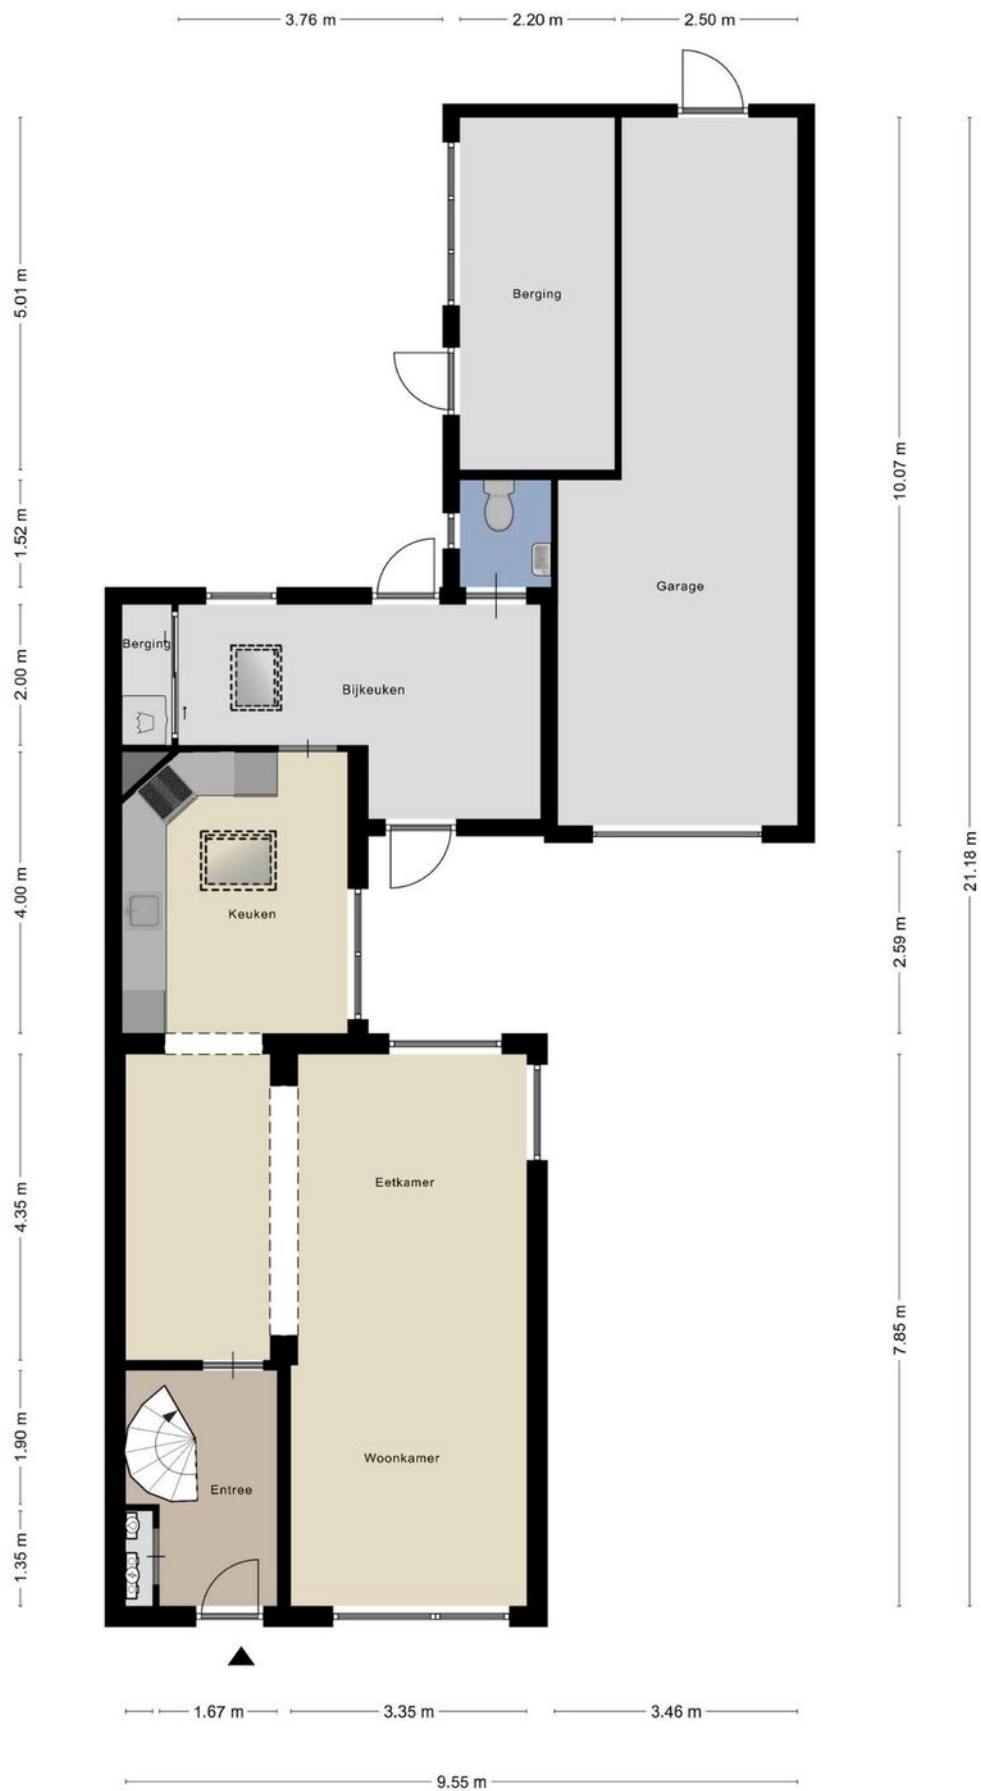 3.76 m
2.20 m
2.50 m
5.01 m
Berging
10.07 m
1.52 m
Garage
Berging
2.00 m
Bijkeuken
21.18 m
4.00 m
Keuken
2.59 m
4.35 m
Eetkamer
7.85 m
1.90 m
Woonkamer
Entree
1.35 m
1.67 m
3.35 m
3.46 m
9.55 m